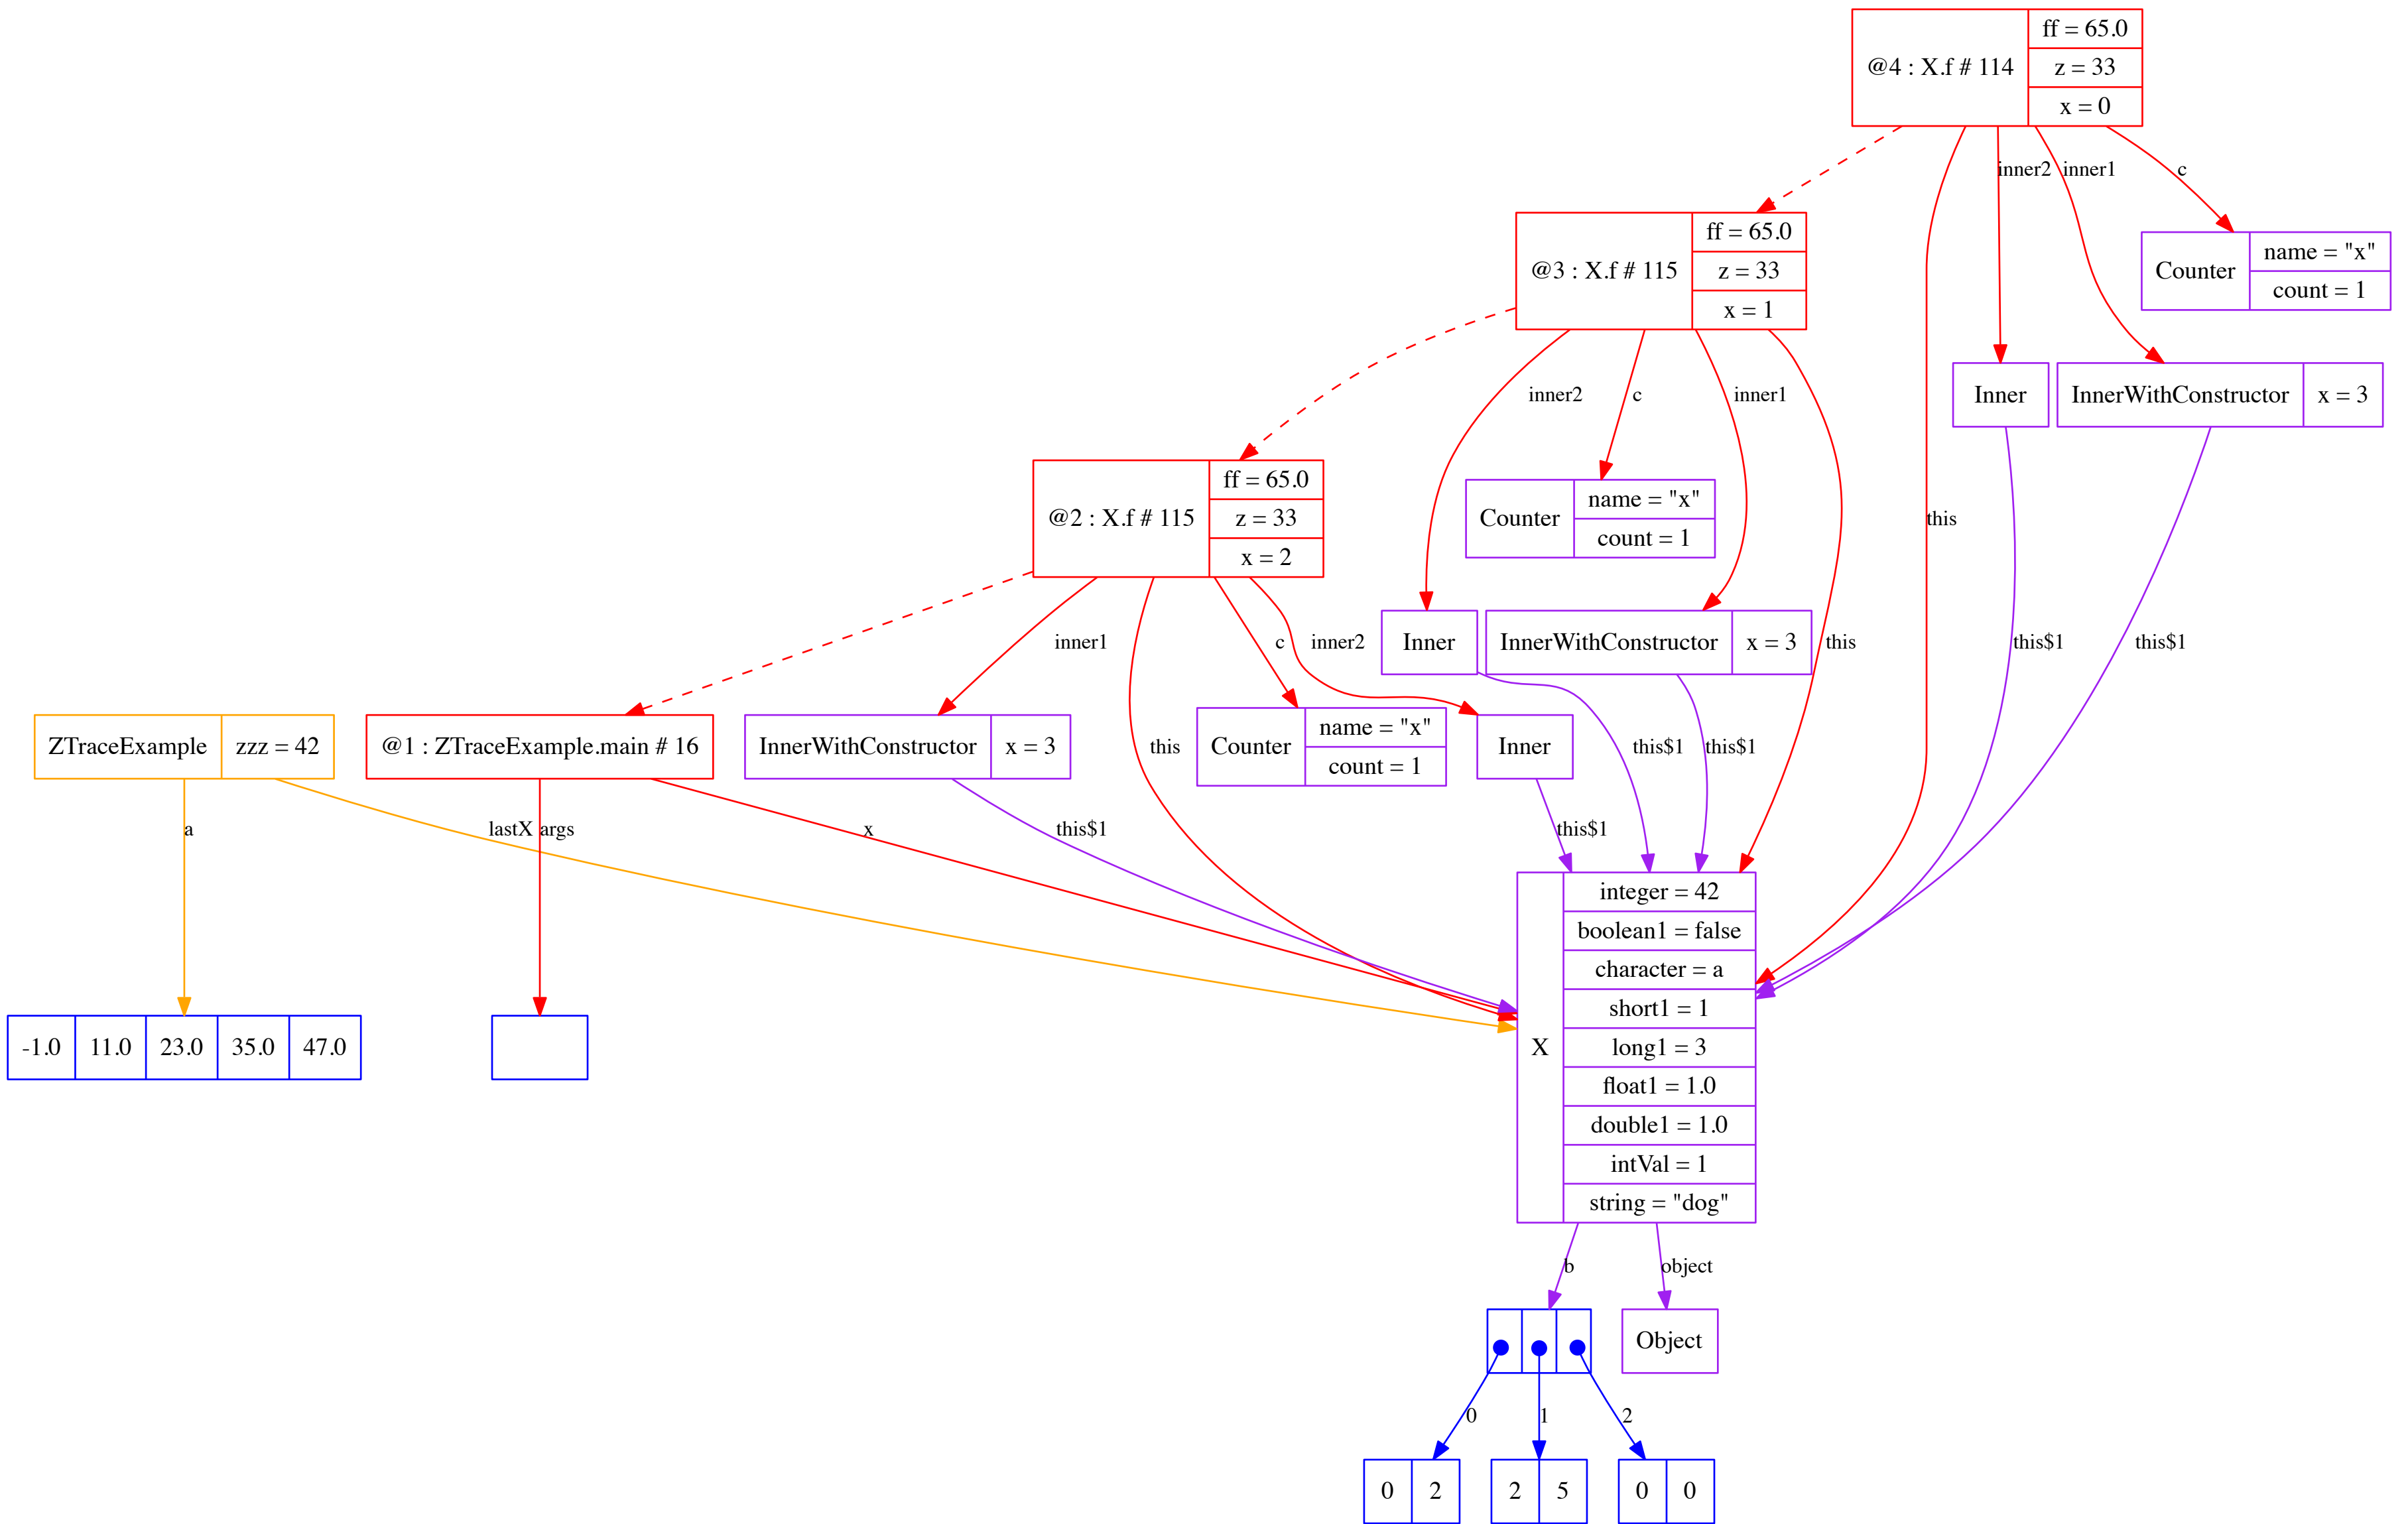 @4 : X.f # 114
ff = 65.0
z = 33
x = 0
inner2
inner1
c
@3 : X.f # 115
ff = 65.0
z = 33
x = 1
Counter
name = "x"
count = 1
inner2
c
inner1
Inner
InnerWithConstructor
x = 3
@2 : X.f # 115
ff = 65.0
z = 33
x = 2
Counter
name = "x"
count = 1
this
inner1
c
inner2
Inner
InnerWithConstructor
x = 3
this
this$1
this$1
ZTraceExample
zzz = 42
@1 : ZTraceExample.main # 16
InnerWithConstructor
x = 3
this
Counter
name = "x"
count = 1
Inner
this$1
this$1
a
lastX
args
x
this$1
this$1
-1.0
11.0
23.0
35.0
47.0
X
integer = 42
boolean1 = false
character = a
short1 = 1
long1 = 3
float1 = 1.0
double1 = 1.0
intVal = 1
string = "dog"
b
object
Object
0
1
2
0
2
2
5
0
0